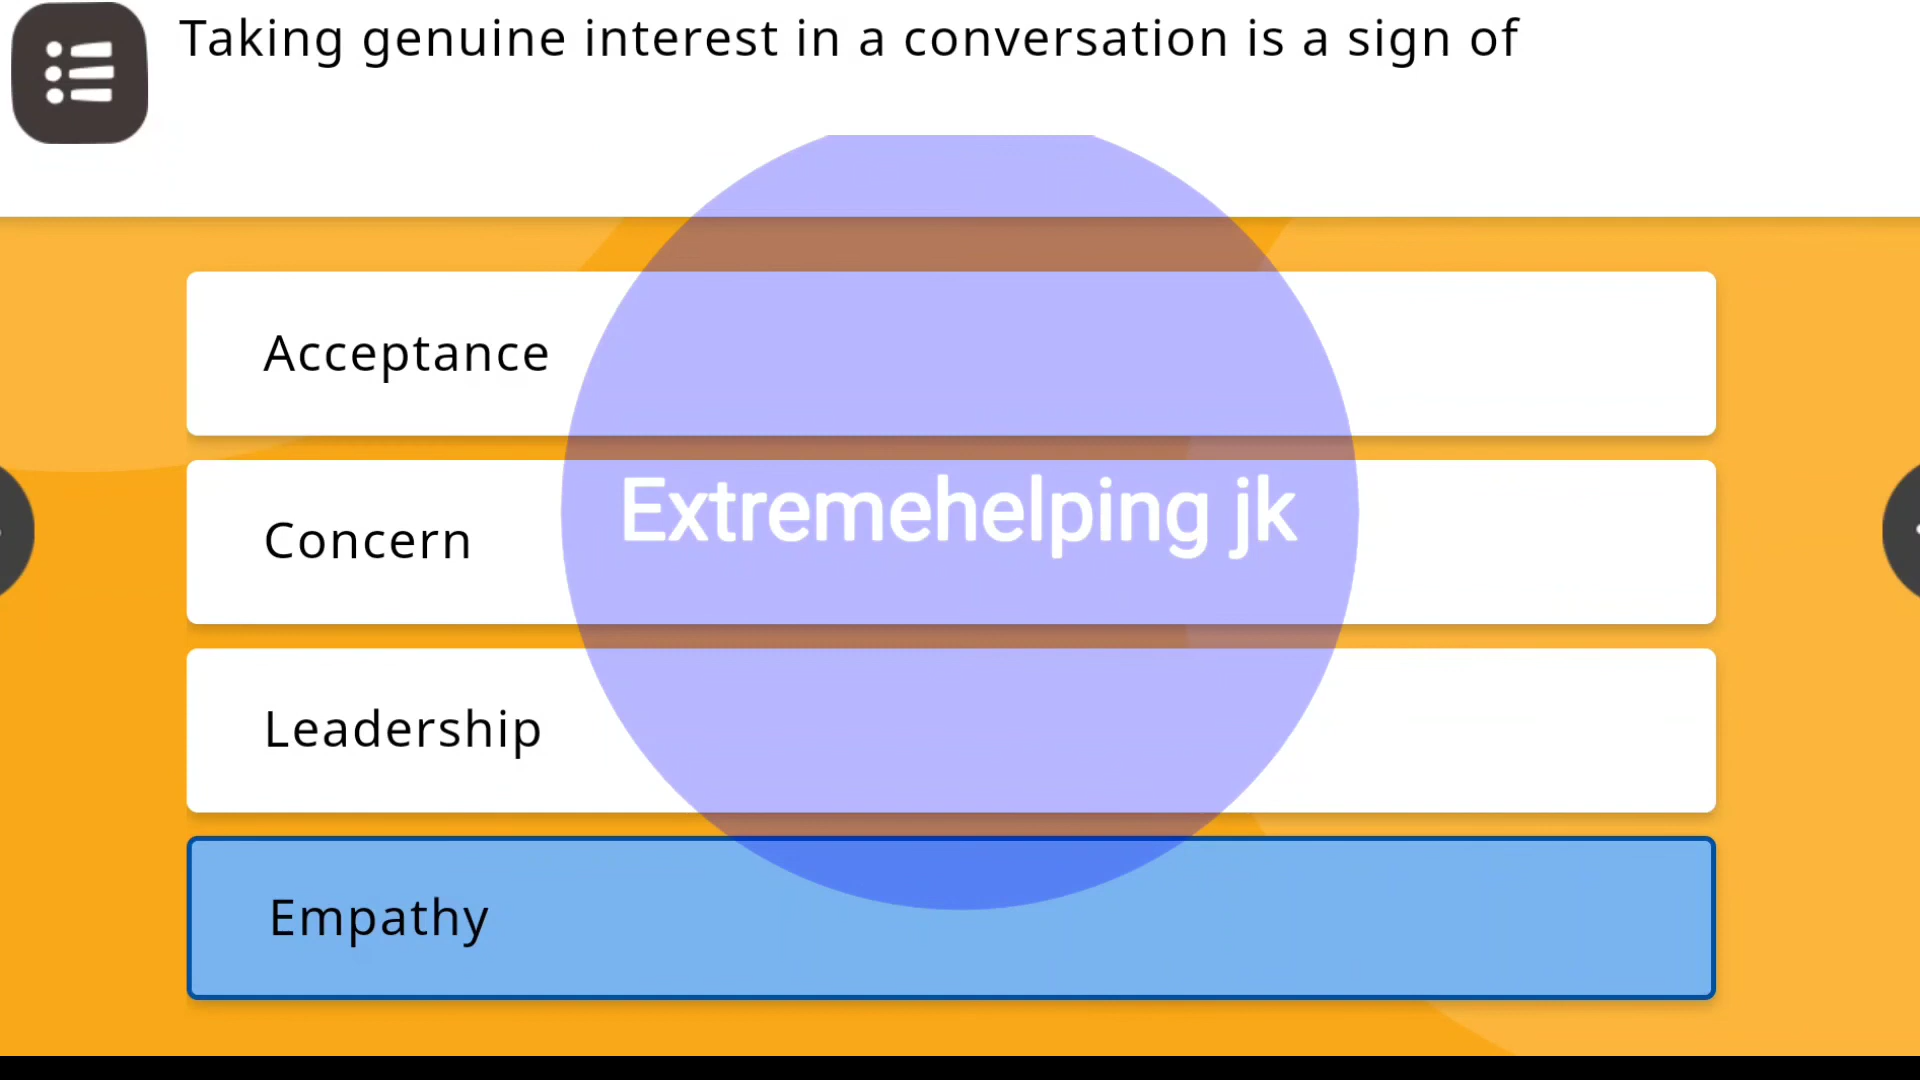 Taking genuine interest in a conversation is a sign of
Acceptance
Concern
Extremehelping jk
Leadership
Empathy